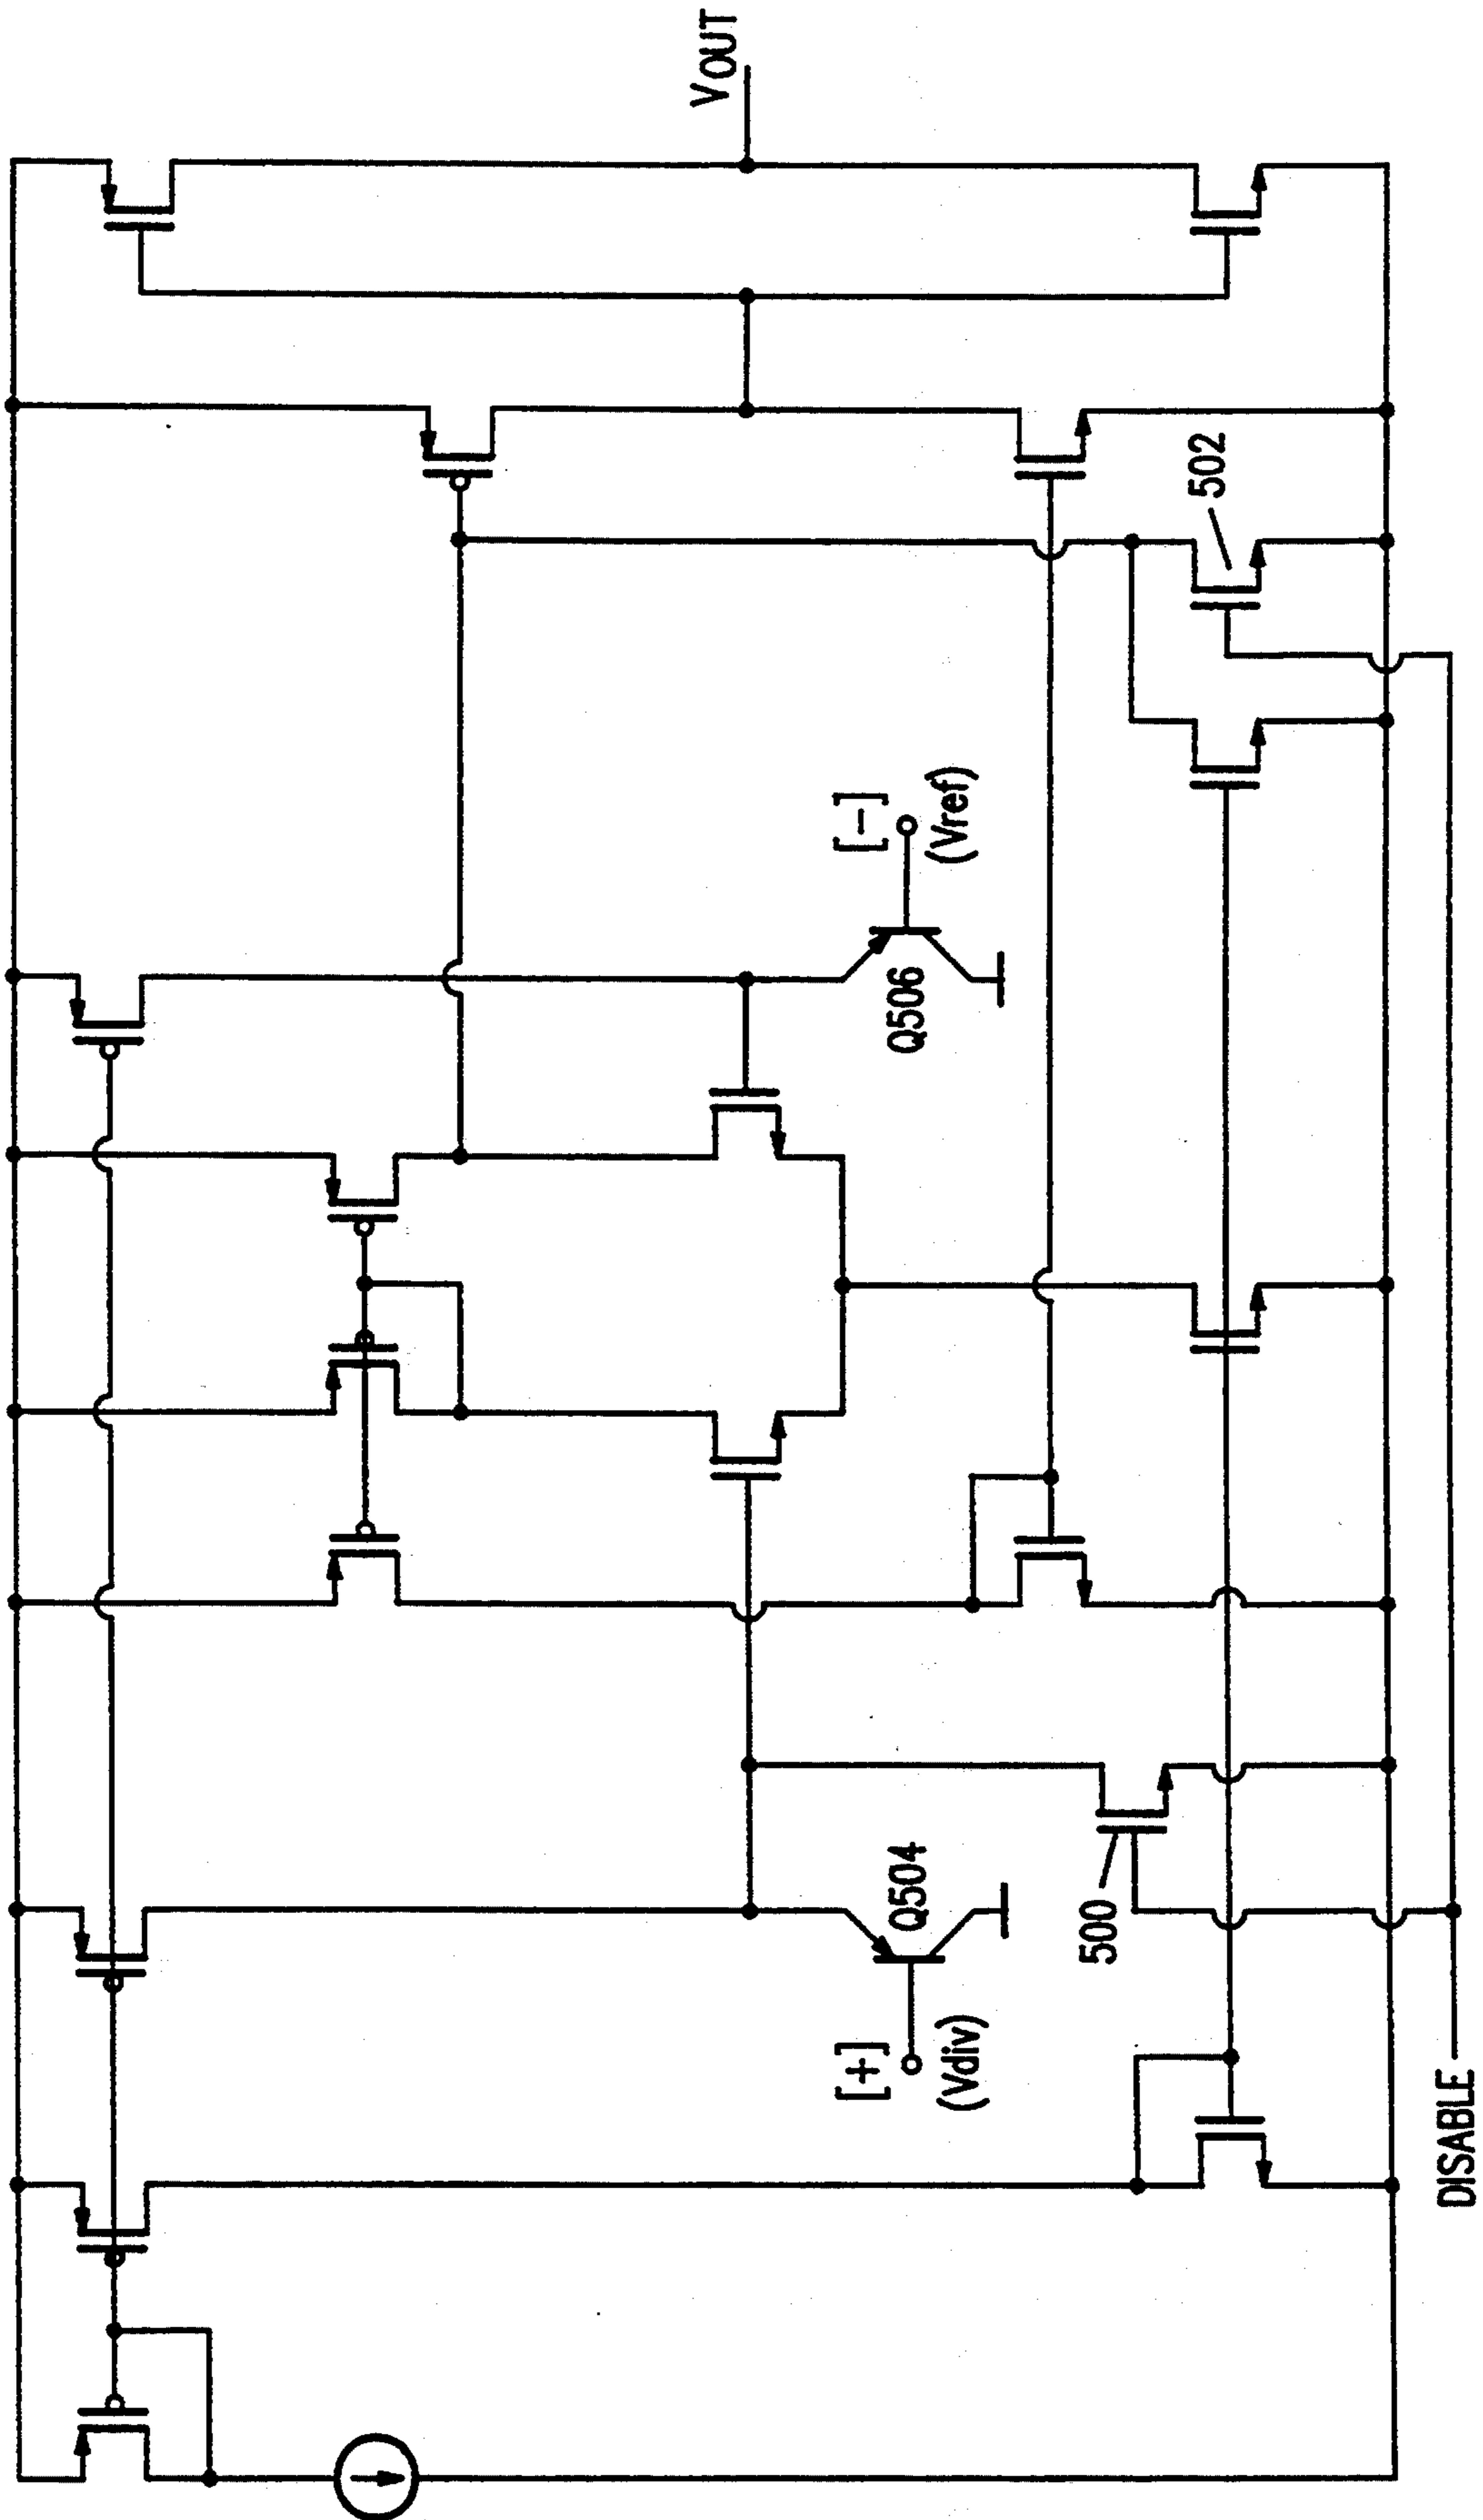 DISABLE
[+]
(Vdiv)
Q504
500
Q506
[-]
(Vref)
502
VOUT